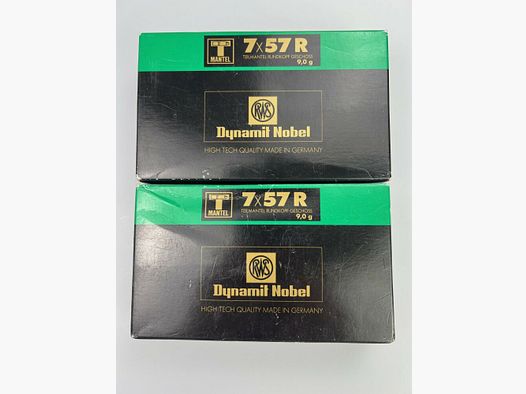 T MANTEL
7x57 R
TEILMANTEL RUNDKOPF GESCHOSS
9,0 g
RWS
Dynamit Nobel
HIGH TECH QUALITY MADE IN GERMANY
T MANTEL
7x57 R
TEILMANTEL RUNDKOPF GESCHOSS
9,0 g
RWS
Dynamit Nobel
HIGH TECH QUALITY MADE IN GERMANY